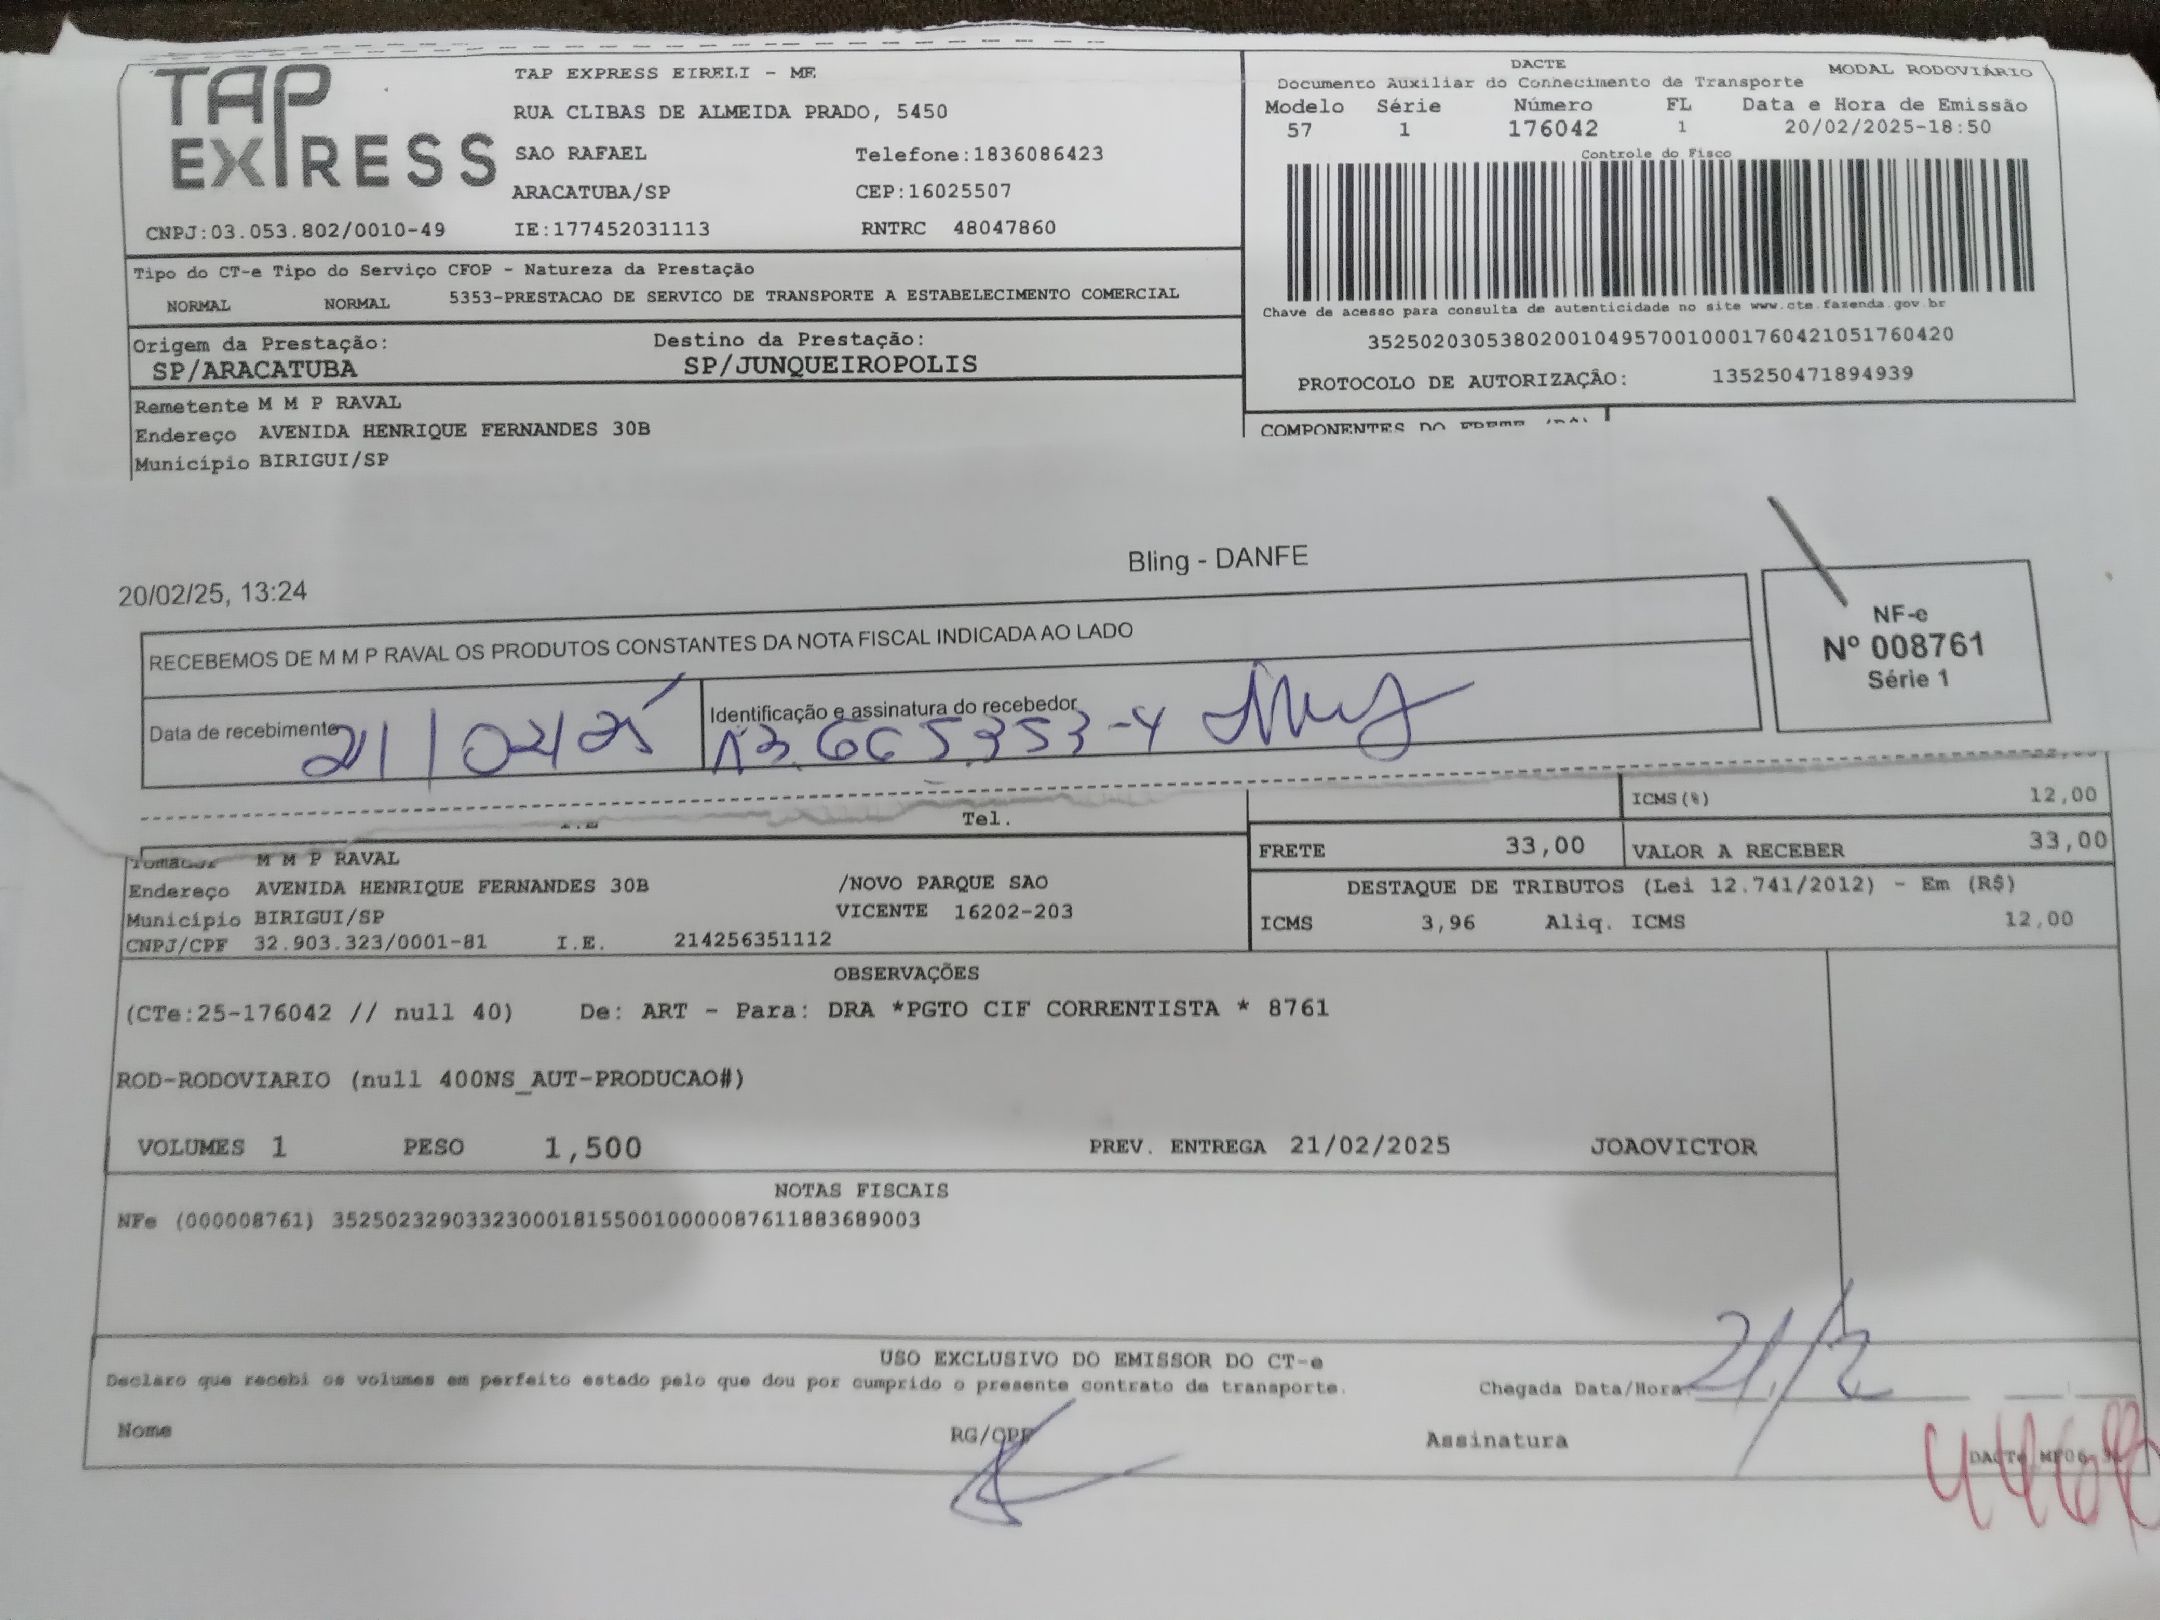 TAP EXPRESS
TAP EXPRESS EIRELI - ME
RUA CLIBAS DE ALMEIDA PRADO, 5450
SAO RAFAEL Telefone:1836086423
ARACATUBA/SP CEP:16025507
CNPJ:03.053.802/0010-49 IE:177452031113 RNTRC 48047860
DACTE
Documento Auxiliar do Conhecimento de Transporte MODAL RODOVIÁRIO
Modelo Série Número FL Data e Hora de Emissão
57 1 176042 1 20/02/2025-18:50
Controle do Fisco
Chave de acesso para consulta de autenticidade no site www.cte.fazenda.gov.br
35250203053802001049570010001760421051760420
PROTOCOLO DE AUTORIZAÇÃO: 135250471894939
Tipo do CT-e Tipo do Serviço CFOP - Natureza da Prestação
NORMAL NORMAL 5353-PRESTACAO DE SERVICO DE TRANSPORTE A ESTABELECIMENTO COMERCIAL
Origem da Prestação: Destino da Prestação:
SP/ARACATUBA SP/JUNQUEIROPOLIS
Remetente M M P RAVAL
Endereço AVENIDA HENRIQUE FERNANDES 30B
Município BIRIGUI/SP
COMPONENTES DO FRETE
Bling - DANFE
20/02/25, 13:24
RECEBEMOS DE M M P RAVAL OS PRODUTOS CONSTANTES DA NOTA FISCAL INDICADA AO LADO
NF-e
Nº 008761
Série 1
Data de recebimento 21/02/25
Identificação e assinatura do recebedor
13.665.353-4
Tel.
ICMS(%) 12,00
FRETE 33,00 VALOR A RECEBER 33,00
Tomador M M P RAVAL
Endereço AVENIDA HENRIQUE FERNANDES 30B /NOVO PARQUE SAO
Município BIRIGUI/SP VICENTE 16202-203
CNPJ/CPF 32.903.323/0001-81 I.E. 214256351112
DESTAQUE DE TRIBUTOS (Lei 12.741/2012) - Em (R$)
ICMS 3,96 Aliq. ICMS 12,00
OBSERVAÇÕES
(CTe:25-176042 // null 40) De: ART - Para: DRA *PGTO CIF CORRENTISTA * 8761
ROD-RODOVIARIO (null 400NS_AUT-PRODUCAO#)
VOLUMES 1 PESO 1,500 PREV. ENTREGA 21/02/2025 JOAOVICTOR
NOTAS FISCAIS
NFe (000008761) 35250232903323000181550010000087611883689003
USO EXCLUSIVO DO EMISSOR DO CT-e
Declaro que recebi os volumes em perfeito estado pelo que dou por cumprido o presente contrato de transporte.
Chegada Data/Hora 21/2
Nome RG/CPF Assinatura